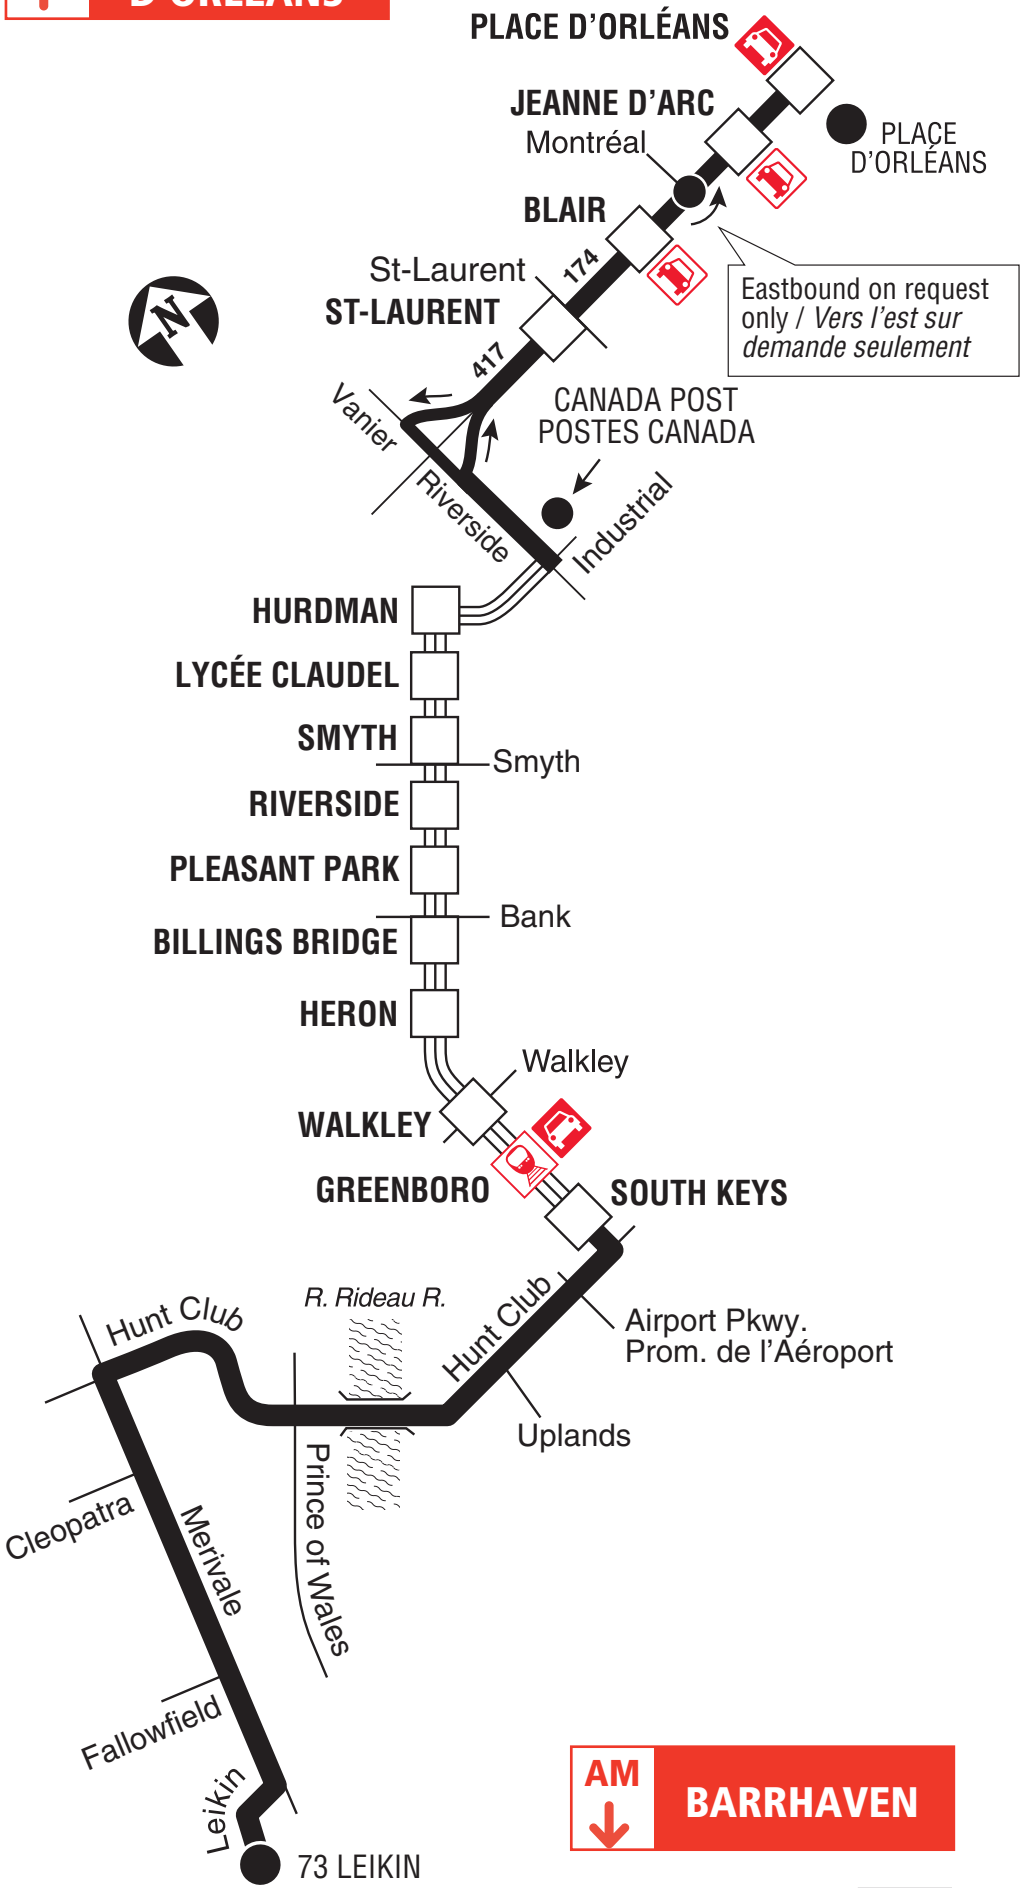 D'ORLÉANS
PLACE D'ORLÉANS
JEANNE D'ARC
Montréal
PLACE
D'ORLÉANS
BLAIR
174
St-Laurent
ST-LAURENT
Eastbound on request
only / Vers l'est sur
demande seulement
N
417
Vanier
CANADA POST
POSTES CANADA
Riverside
Industrial
HURDMAN
LYCÉE CLAUDEL
SMYTH
Smyth
RIVERSIDE
PLEASANT PARK
Bank
BILLINGS BRIDGE
HERON
Walkley
WALKLEY
GREENBORO
SOUTH KEYS
R. Rideau R.
Hunt Club
Hunt Club
Airport Pkwy.
Prom. de l'Aéroport
Uplands
Prince of Wales
Cleopatra
Merivale
Fallowfield
Leikin
73 LEIKIN
AM
BARRHAVEN